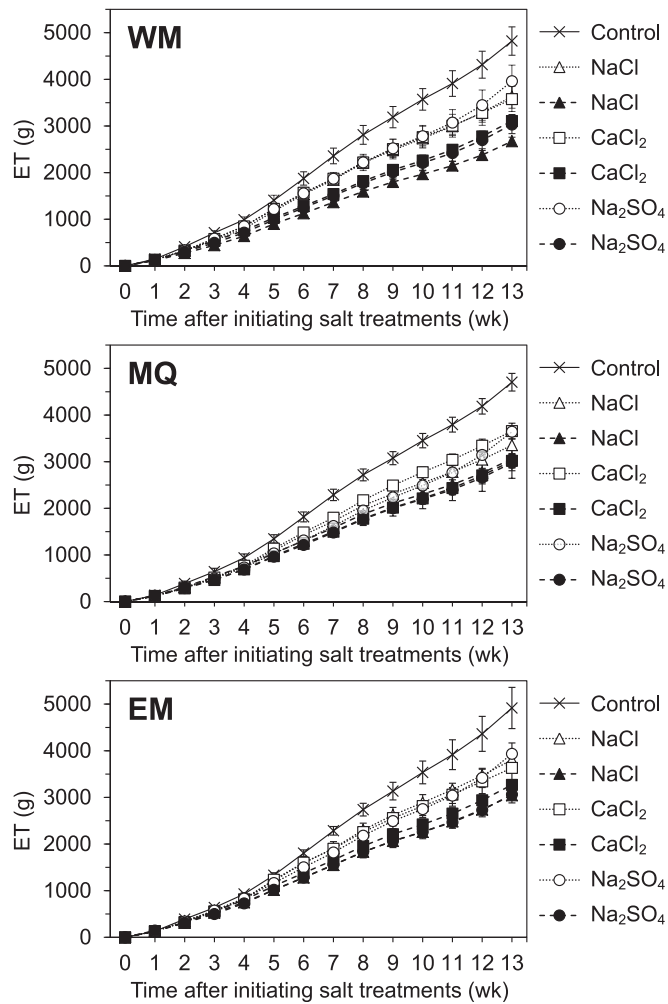 WM
5000
4000
3000
2000
1000
0
ET (g)
0 1 2 3 4 5 6 7 8 9 10 11 12 13
Time after initiating salt treatments (wk)
Control
NaCl
NaCl
CaCl₂
CaCl₂
Na₂SO₄
Na₂SO₄
MQ
5000
4000
3000
2000
1000
0
ET (g)
0 1 2 3 4 5 6 7 8 9 10 11 12 13
Time after initiating salt treatments (wk)
Control
NaCl
NaCl
CaCl₂
CaCl₂
Na₂SO₄
Na₂SO₄
EM
5000
4000
3000
2000
1000
0
ET (g)
0 1 2 3 4 5 6 7 8 9 10 11 12 13
Time after initiating salt treatments (wk)
Control
NaCl
NaCl
CaCl₂
CaCl₂
Na₂SO₄
Na₂SO₄